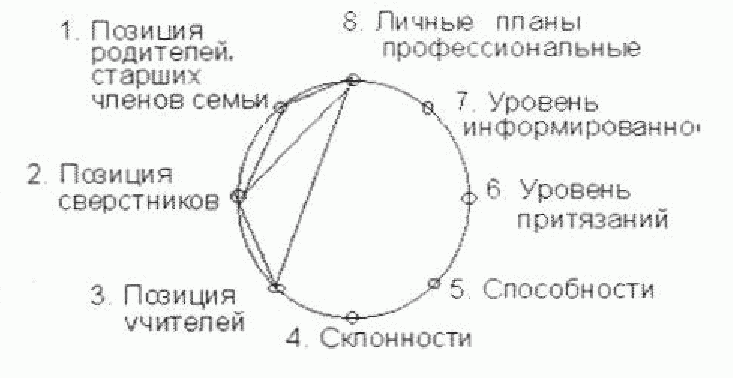 1. Позиция
родителей,
старших
членов семьи
8. Личные планы
профессиональные
7. Уровень
информированнос
6. Уровень
притязаний
5. Способности
4. Склонности
3. Позиция
учителей
2. Позиция
сверстников